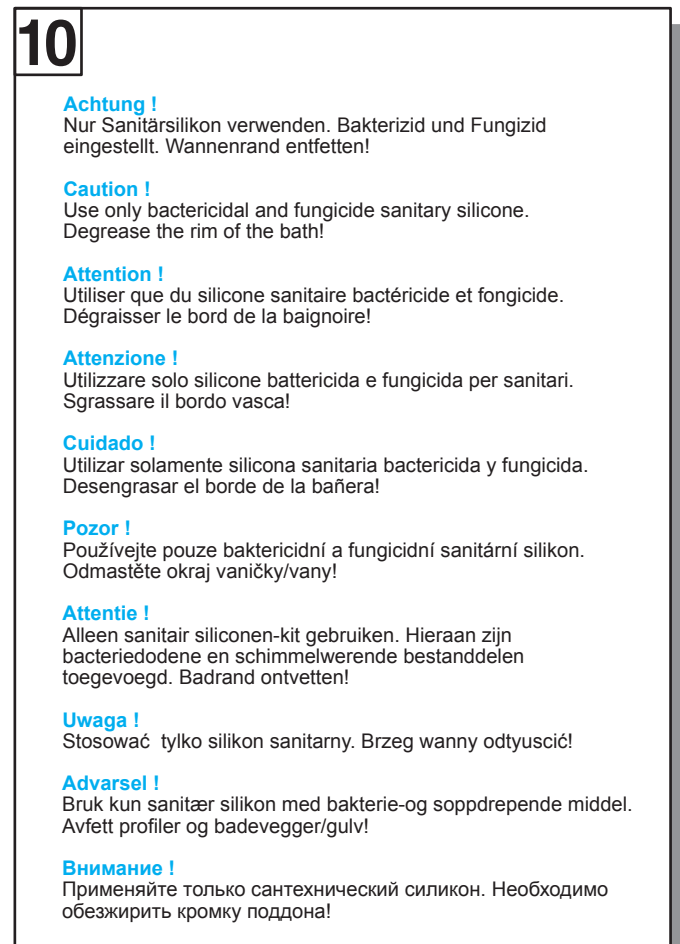 10
Achtung !
Nur Sanitärsilikon verwenden. Bakterizid und Fungizid
eingestellt. Wannenrand entfetten!
Caution !
Use only bactericidal and fungicide sanitary silicone.
Degrease the rim of the bath!
Attention !
Utiliser que du silicone sanitaire bactéricide et fongicide.
Dégraisser le bord de la baignoire!
Attenzione !
Utilizzare solo silicone battericida e fungicida per sanitari.
Sgrassare il bordo vasca!
Cuidado !
Utilizar solamente silicona sanitaria bactericida y fungicida.
Desengrasar el borde de la bañera!
Pozor !
Používejte pouze baktericidní a fungicidní sanitární silikon.
Odmastěte okraj vaničky/vany!
Attentie !
Alleen sanitair siliconen-kit gebruiken. Hieraan zijn
bacteriedodene en schimmelwerende bestanddelen
toegevoegd. Badrand ontvetten!
Uwaga !
Stosować  tylko silikon sanitarny. Brzeg wanny odtyuscić!
Advarsel !
Bruk kun sanitær silikon med bakterie-og soppdrepende middel.
Avfett profiler og badevegger/gulv!
Внимание !
Применяйте только сантехнический силикон. Необходимо
обезжирить кромку поддона!